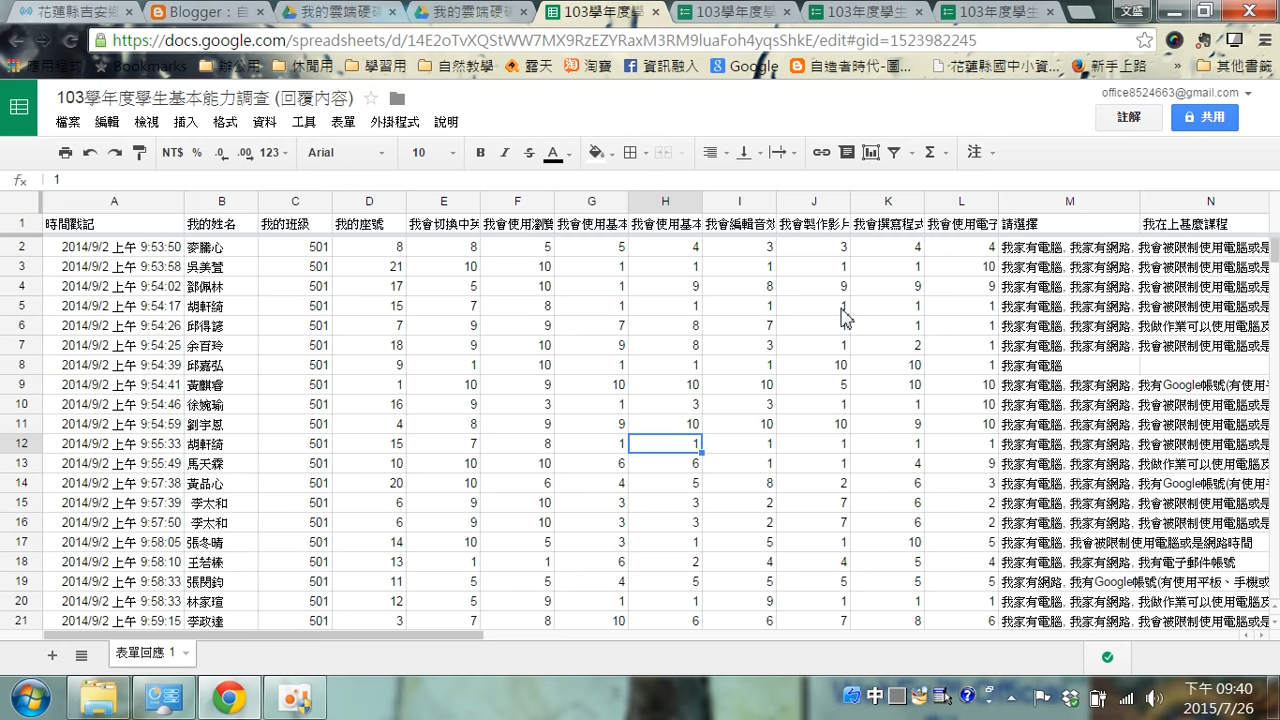 花蓮縣吉安鄉
Blogger：自
我的雲端硬
我的雲端硬碟
103學年度學
103年度學生
103年度學生
103年度學生
文盛
https://docs.google.com/spreadsheets/d/14E2oTvXQStWV7MX9RzEZYRaxM3RM9luaFoh4yqsShkE/edit#gid=1523982245
應用程式 Bookmarks 辦公用 休閒用 學習用 自然教學 露天 淘寶 資訊融入 Google 自造者時代-圖... 花蓮縣國中小資... 新手上路 » 其他書籤
103學年度學生基本能力調查 (回覆內容)
office8524663@gmail.com
檔案 編輯 檢視 插入 格式 資料 工具 表單 外掛程式 說明
註解 共用
NT$ % .0 .00 123 Arial 10 B I S A Σ 注
fx 1
A B C D E F G H I J K L M N
1 時間戳記 我的姓名 我的班級 我的座號 我會切換中英 我會使用瀏覽 我會使用基本 我會使用基本 我會編輯音效 我會製作影片 我會撰寫程式 我會使用電子 請選擇 我在上甚麼課程
2 2014/9/2 上午 9:53:50 麥騰心 501 8 8 5 5 4 3 3 4 4 我家有電腦, 我家有網路, 我會被限制使用電腦或是
3 2014/9/2 上午 9:53:58 吳美萱 501 21 10 10 1 1 1 1 1 10 我家有電腦, 我家有網路, 我會被限制使用電腦或是
4 2014/9/2 上午 9:54:02 鄧佩林 501 17 5 10 1 9 8 9 9 9 我家有電腦, 我家有網路, 我會被限制使用電腦或是
5 2014/9/2 上午 9:54:17 胡軒綺 501 15 7 8 1 1 1 1 1 1 我家有電腦, 我家有網路, 我會被限制使用電腦或是
6 2014/9/2 上午 9:54:26 邱得諺 501 7 9 9 7 8 7 1 1 我家有電腦, 我家有網路, 我做作業可以使用電腦及
7 2014/9/2 上午 9:54:25 余百玲 501 18 9 10 9 8 3 1 2 1 我家有電腦, 我家有網路, 我會被限制使用電腦或是
8 2014/9/2 上午 9:54:39 邱嘉弘 501 9 1 10 1 1 1 10 10 1 我家有電腦
9 2014/9/2 上午 9:54:41 黃麒睿 501 1 10 9 10 10 10 5 1 10 我家有電腦, 我家有網路, 我有Google帳號(有使用平
10 2014/9/2 上午 9:54:46 徐婉瑜 501 16 9 3 1 3 3 1 1 10 我家有電腦, 我家有網路, 我會被限制使用電腦或是
11 2014/9/2 上午 9:54:59 劉宇恩 501 4 8 9 9 10 10 10 9 10 我家有電腦, 我家有網路, 我會被限制使用電腦或是
12 2014/9/2 上午 9:55:33 胡軒綺 501 15 7 8 1 1 1 1 1 1 我家有電腦, 我家有網路, 我會被限制使用電腦或是
13 2014/9/2 上午 9:55:49 馬天霖 501 10 10 10 6 6 1 1 4 9 我家有電腦, 我家有網路, 我做作業可以使用電腦及
14 2014/9/2 上午 9:57:38 黃品心 501 20 10 6 4 5 8 2 6 3 我家有電腦, 我家有網路, 我有Google帳號(有使用平
15 2014/9/2 上午 9:57:39 李太和 501 6 9 10 3 3 2 7 6 2 我家有電腦, 我家有網路, 我會被限制使用電腦或是
16 2014/9/2 上午 9:57:50 李太和 501 6 9 10 3 3 2 7 6 2 我家有電腦, 我家有網路, 我會被限制使用電腦或是
17 2014/9/2 上午 9:58:05 張冬晴 501 14 10 5 3 1 5 1 10 5 我家有電腦, 我會被限制使用電腦或是網路時間
18 2014/9/2 上午 9:58:10 王若榛 501 13 1 1 6 2 4 4 5 4 我家有電腦, 我家有網路, 我有電子郵件帳號
19 2014/9/2 上午 9:58:33 張閔鈞 501 11 5 5 4 5 5 5 5 5 我家有網路, 我有Google帳號(有使用平板、手機或
20 2014/9/2 上午 9:58:33 林家瑄 501 12 5 9 1 1 9 1 1 1 我家有電腦, 我家有網路, 我做作業可以使用電腦及
21 2014/9/2 上午 9:59:15 李政達 501 3 7 8 10 6 6 7 8 6 我家有電腦, 我家有網路, 我會被限制使用電腦或是
表單回應 1
中
下午 09:40
2015/7/26